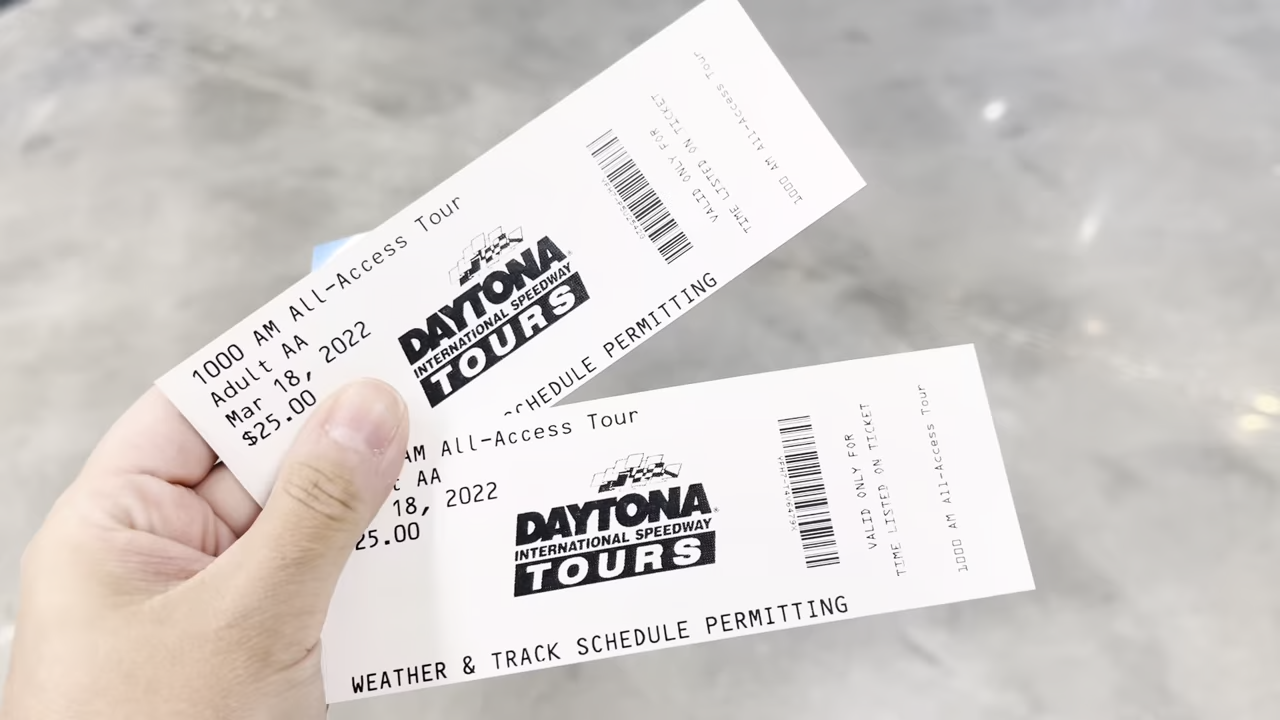 1000 AM All-Access Tour
Adult AA
Mar 18, 2022
$25.00
DAYTONA
INTERNATIONAL SPEEDWAY
TOURS
SCHEDULE PERMITTING
VALID ONLY FOR
TIME LISTED ON TICKET
1000 AM All-Access Tour
AM All-Access Tour
AA
18, 2022
25.00
DAYTONA
INTERNATIONAL SPEEDWAY
TOURS
WEATHER & TRACK SCHEDULE PERMITTING
VALID ONLY FOR
TIME LISTED ON TICKET
1000 AM All-Access Tour